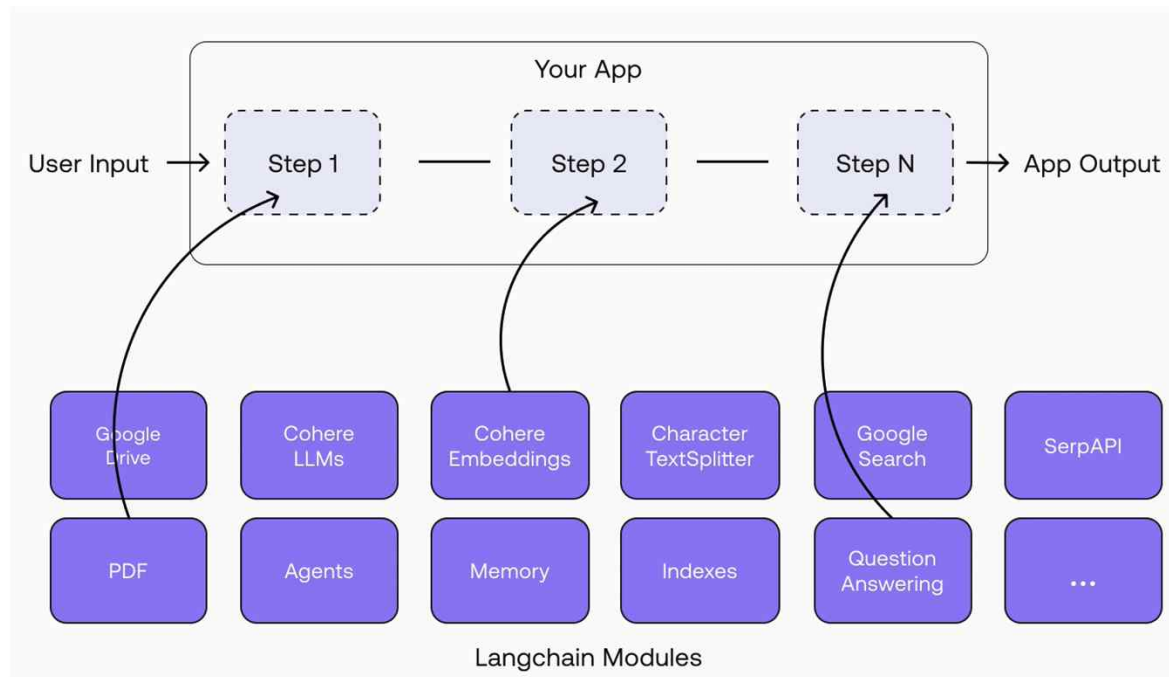 Your App
User Input
Step 1
Step 2
Step N
App Output
Google
Drive
Cohere
LLMs
Cohere
Embeddings
Character
TextSplitter
Google
Search
SerpAPI
PDF
Agents
Memory
Indexes
Question
Answering
...
Langchain Modules